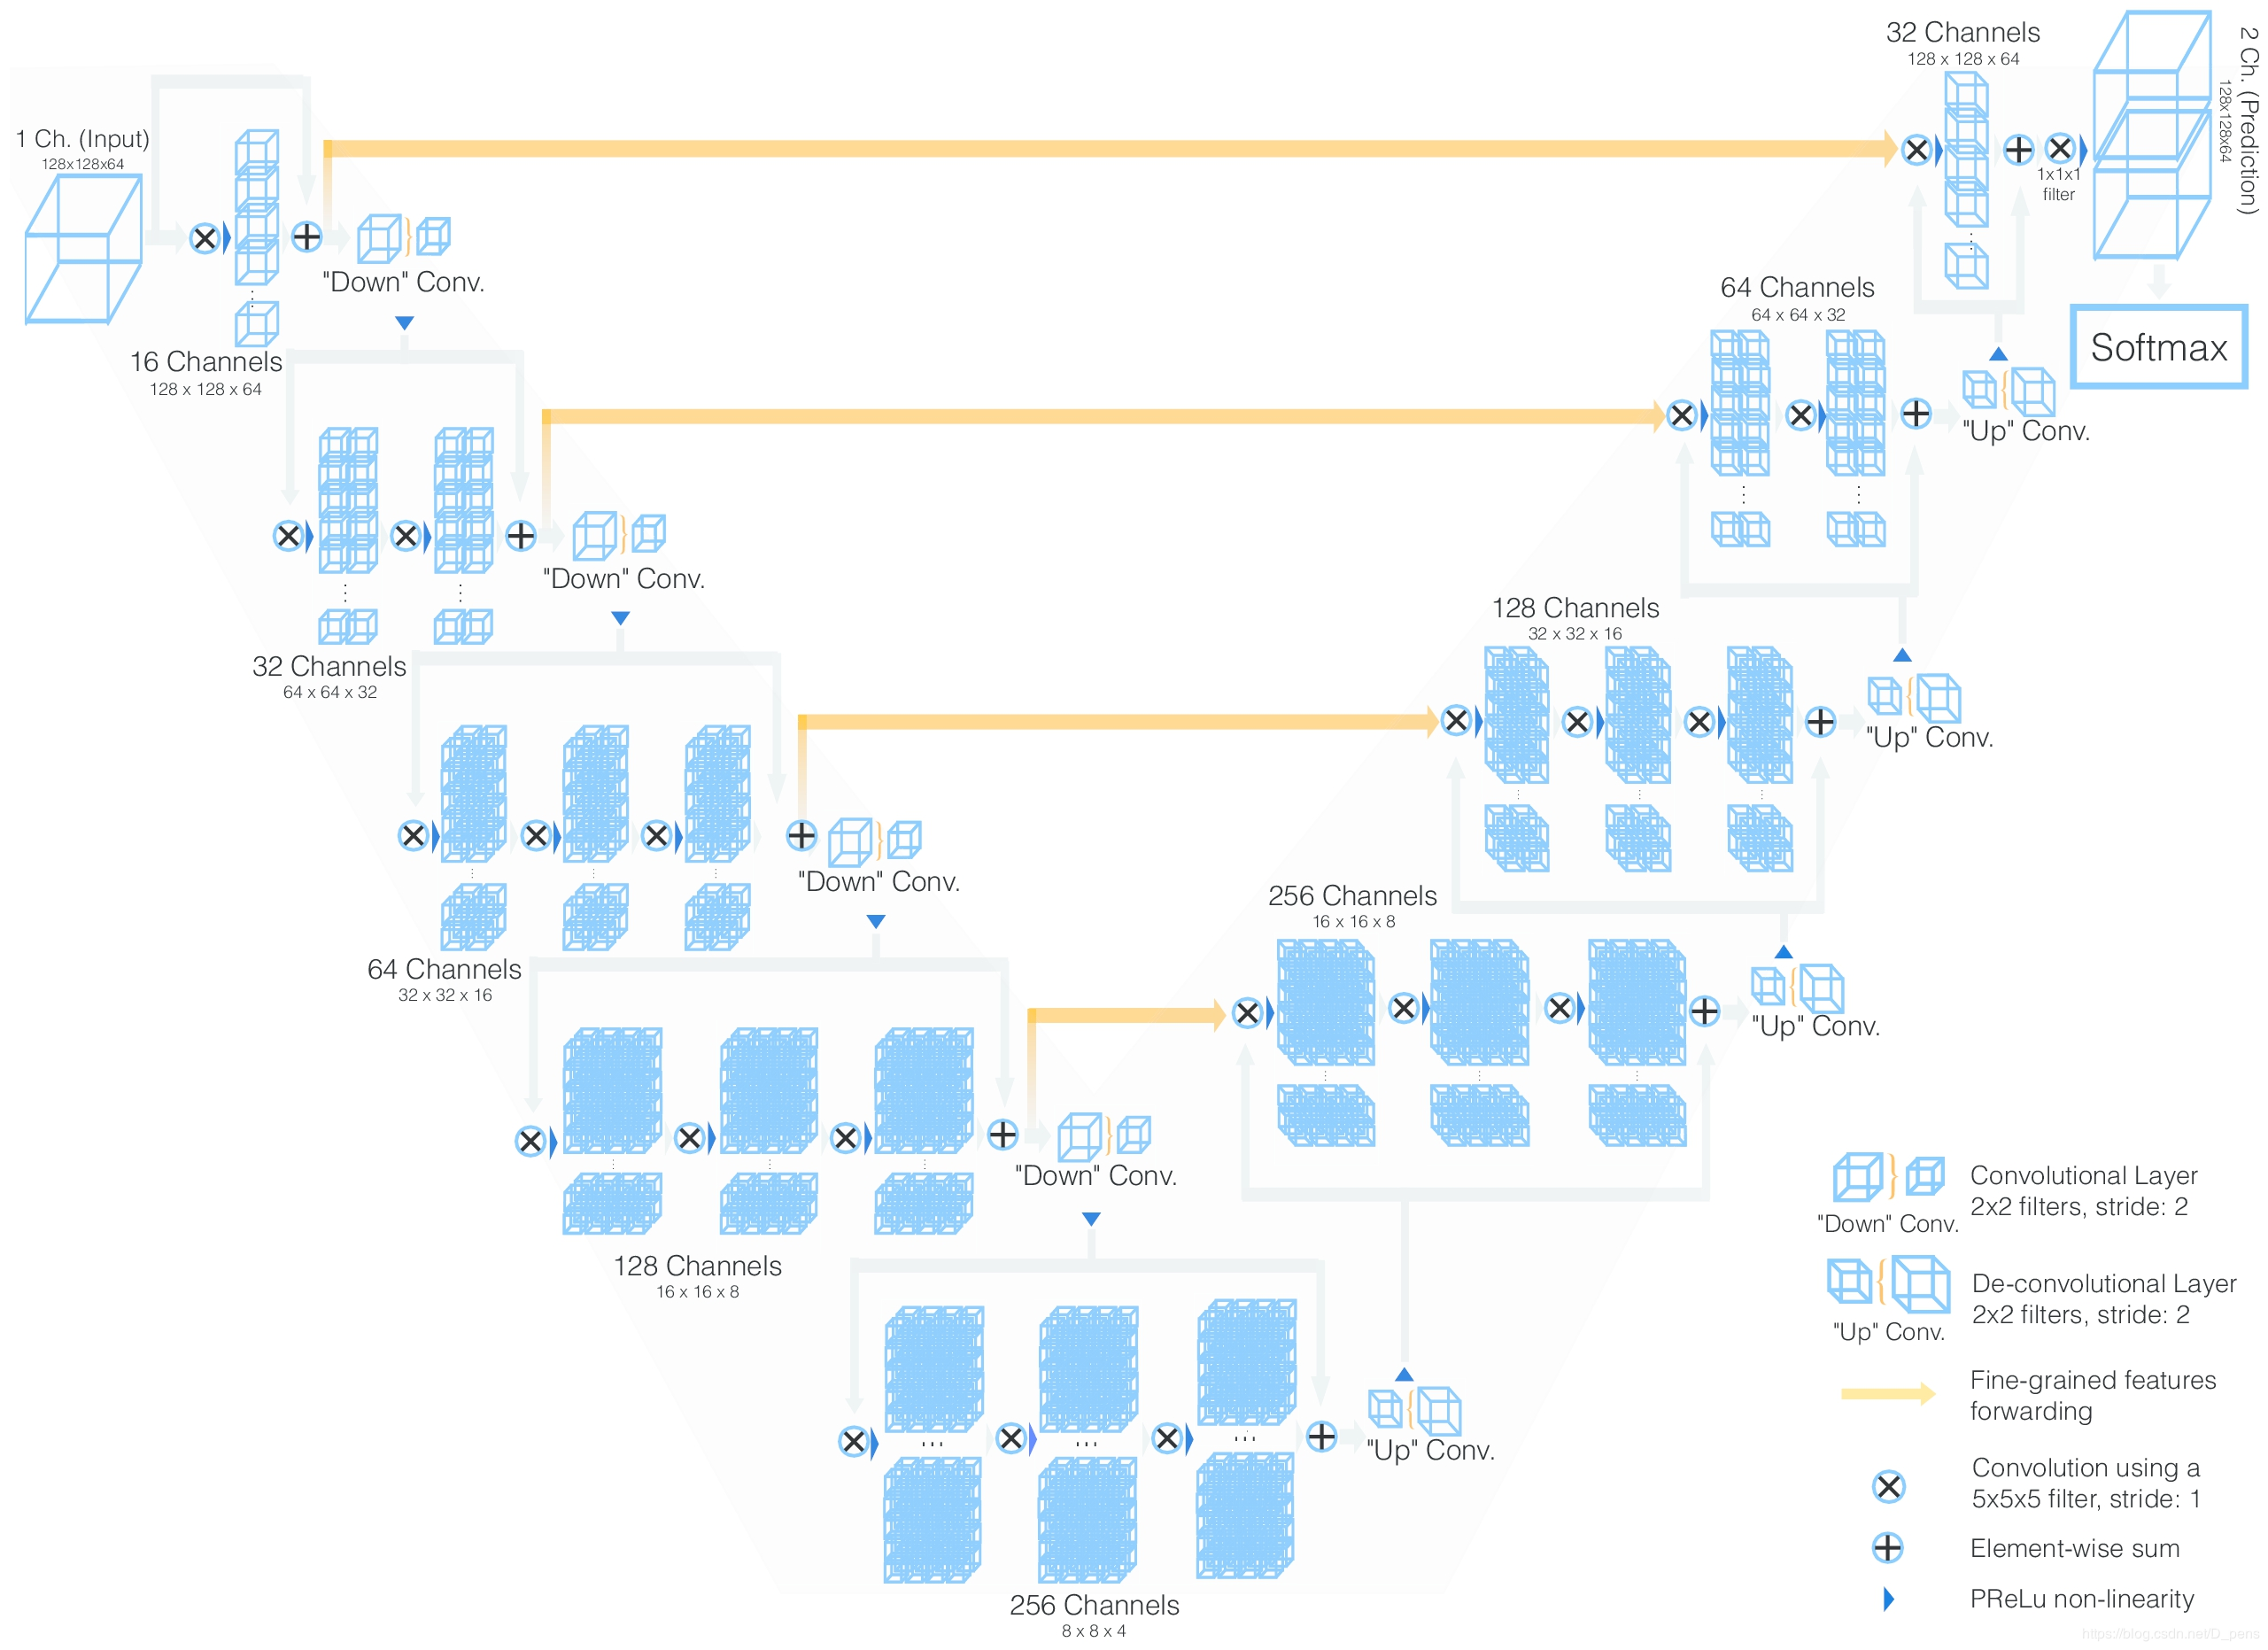 1 Ch. (Input)
128x128x64
16 Channels
128 x 128 x 64
"Down" Conv.
32 Channels
64 x 64 x 32
"Down" Conv.
64 Channels
32 x 32 x 16
"Down" Conv.
128 Channels
16 x 16 x 8
"Down" Conv.
256 Channels
8 x 8 x 4
"Up" Conv.
256 Channels
16 x 16 x 8
"Up" Conv.
128 Channels
32 x 32 x 16
"Up" Conv.
64 Channels
64 x 64 x 32
"Up" Conv.
32 Channels
128 x 128 x 64
1x1x1
filter
2 Ch. (Prediction)
128x128x64
Softmax
"Down" Conv.
Convolutional Layer
2x2 filters, stride: 2
"Up" Conv.
De-convolutional Layer
2x2 filters, stride: 2
Fine-grained features
forwarding
Convolution using a
5x5x5 filter, stride: 1
Element-wise sum
PReLu non-linearity
https://blog.csdn.net/D_pens